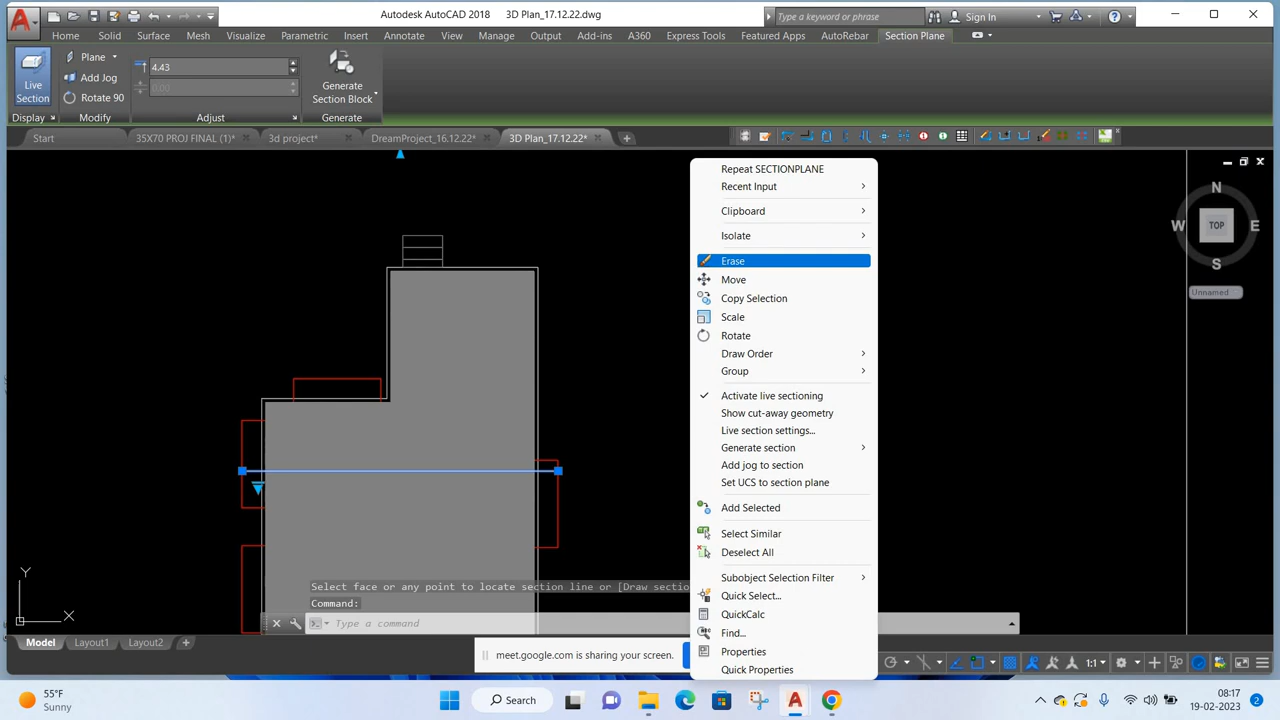 Autodesk AutoCAD 2018 3D Plan_17.12.22.dwg
Type a keyword or phrase
Sign In
Home Solid Surface Mesh Visualize Parametric Insert Annotate View Manage Output Add-ins A360 Express Tools Featured Apps AutoRebar Section Plane
Live Section
Plane
Add Jog
Rotate 90
4.43
0.00
Generate Section Block
Display Modify Adjust Generate
Start 35X70 PROJ FINAL (1)* 3d project* DreamProject_16.12.22* 3D Plan_17.12.22*
Repeat SECTIONPLANE
Recent Input
Clipboard
Isolate
Erase
Move
Copy Selection
Scale
Rotate
Draw Order
Group
Activate live sectioning
Show cut-away geometry
Live section settings...
Generate section
Add jog to section
Set UCS to section plane
Add Selected
Select Similar
Deselect All
Subobject Selection Filter
Quick Select...
QuickCalc
Find...
Properties
Quick Properties
N
W TOP E
S
Unnamed
Y
X
Select face or any point to locate section line or [Draw sectio
Command:
Type a command
Model Layout1 Layout2
meet.google.com is sharing your screen.
1:1
55°F
Sunny
Search
08:17
19-02-2023
2